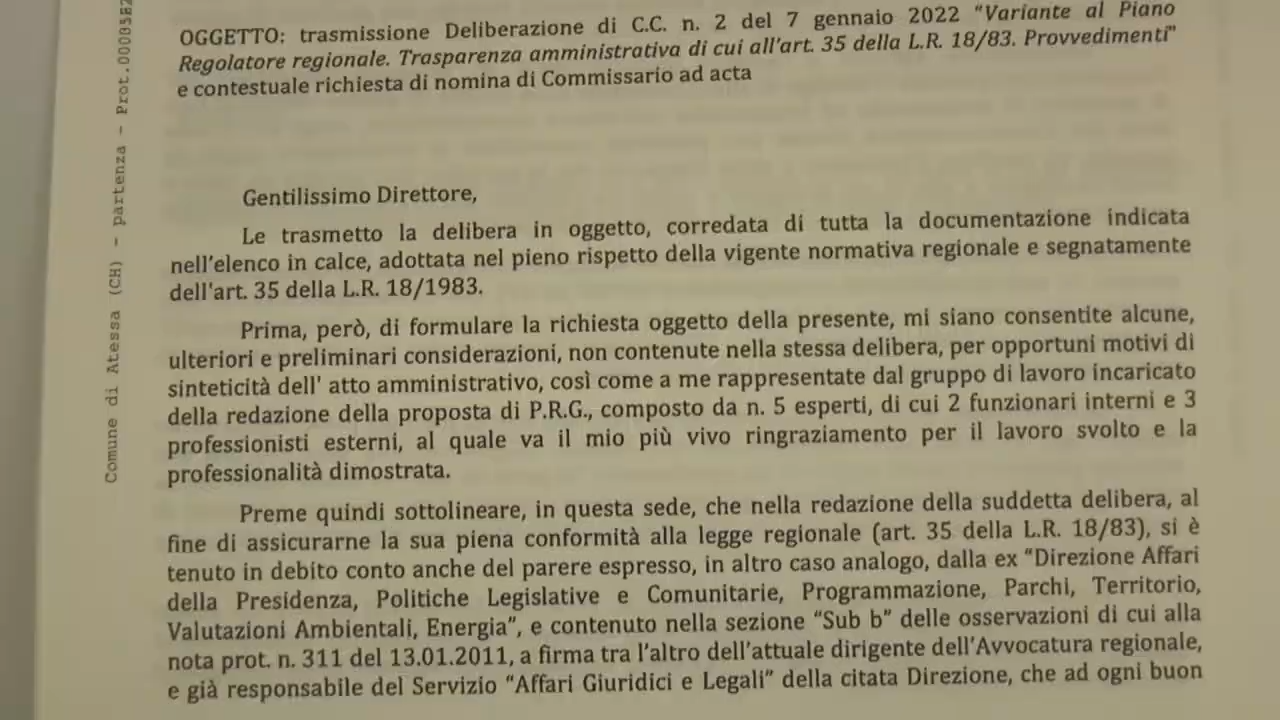 OGGETTO: trasmissione Deliberazione di C.C. n. 2 del 7 gennaio 2022 “Variante al Piano
Regolatore regionale. Trasparenza amministrativa di cui all’art. 35 della L.R. 18/83. Provvedimenti”
e contestuale richiesta di nomina di Commissario ad acta
Gentilissimo Direttore,
Le trasmetto la delibera in oggetto, corredata di tutta la documentazione indicata
nell’elenco in calce, adottata nel pieno rispetto della vigente normativa regionale e segnatamente
dell'art. 35 della L.R. 18/1983.
Prima, però, di formulare la richiesta oggetto della presente, mi siano consentite alcune,
ulteriori e preliminari considerazioni, non contenute nella stessa delibera, per opportuni motivi di
sinteticità dell' atto amministrativo, così come a me rappresentate dal gruppo di lavoro incaricato
della redazione della proposta di P.R.G., composto da n. 5 esperti, di cui 2 funzionari interni e 3
professionisti esterni, al quale va il mio più vivo ringraziamento per il lavoro svolto e la
professionalità dimostrata.
Preme quindi sottolineare, in questa sede, che nella redazione della suddetta delibera, al
fine di assicurarne la sua piena conformità alla legge regionale (art. 35 della L.R. 18/83), si è
tenuto in debito conto anche del parere espresso, in altro caso analogo, dalla ex “Direzione Affari
della Presidenza, Politiche Legislative e Comunitarie, Programmazione, Parchi, Territorio,
Valutazioni Ambientali, Energia”, e contenuto nella sezione “Sub b” delle osservazioni di cui alla
nota prot. n. 311 del 13.01.2011, a firma tra l’altro dell’attuale dirigente dell’Avvocatura regionale,
e già responsabile del Servizio “Affari Giuridici e Legali” della citata Direzione, che ad ogni buon
Comune di Atessa (CH) - partenza - Prot.